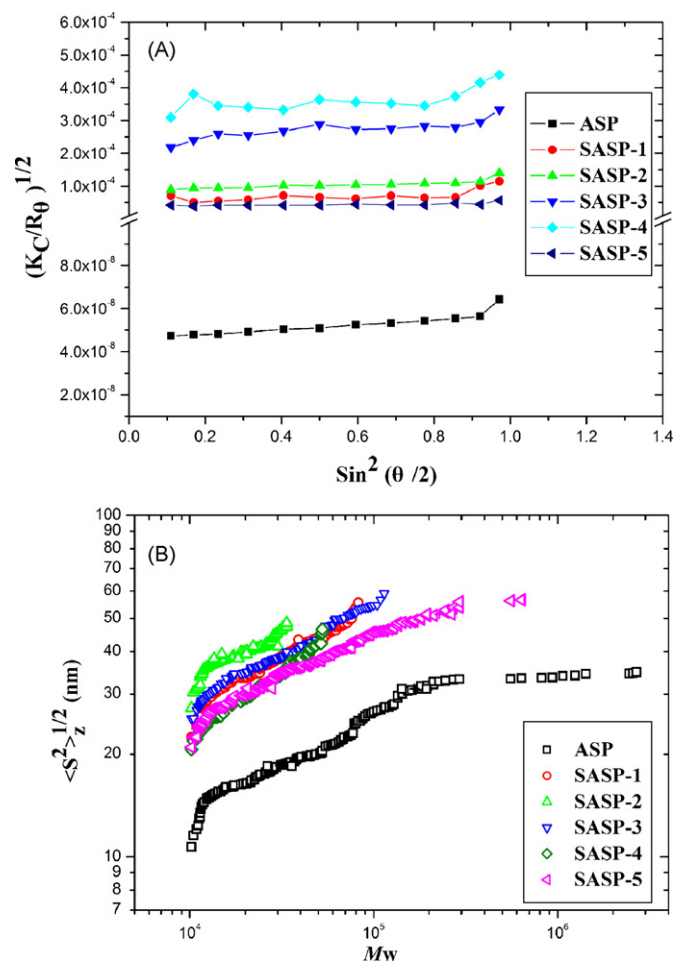 (A)
6.0x10⁻⁴
5.0x10⁻⁴
4.0x10⁻⁴
3.0x10⁻⁴
2.0x10⁻⁴
1.0x10⁻⁴
8.0x10⁻⁸
6.0x10⁻⁸
4.0x10⁻⁸
2.0x10⁻⁸
(K_C/R_θ)^1/2
ASP
SASP-1
SASP-2
SASP-3
SASP-4
SASP-5
0.0 0.2 0.4 0.6 0.8 1.0 1.2 1.4
Sin² (θ/2)
(B)
100
90
80
70
60
50
40
30
20
10
9
8
7
<S²>_z^1/2 (nm)
ASP
SASP-1
SASP-2
SASP-3
SASP-4
SASP-5
10⁴ 10⁵ 10⁶
Mw